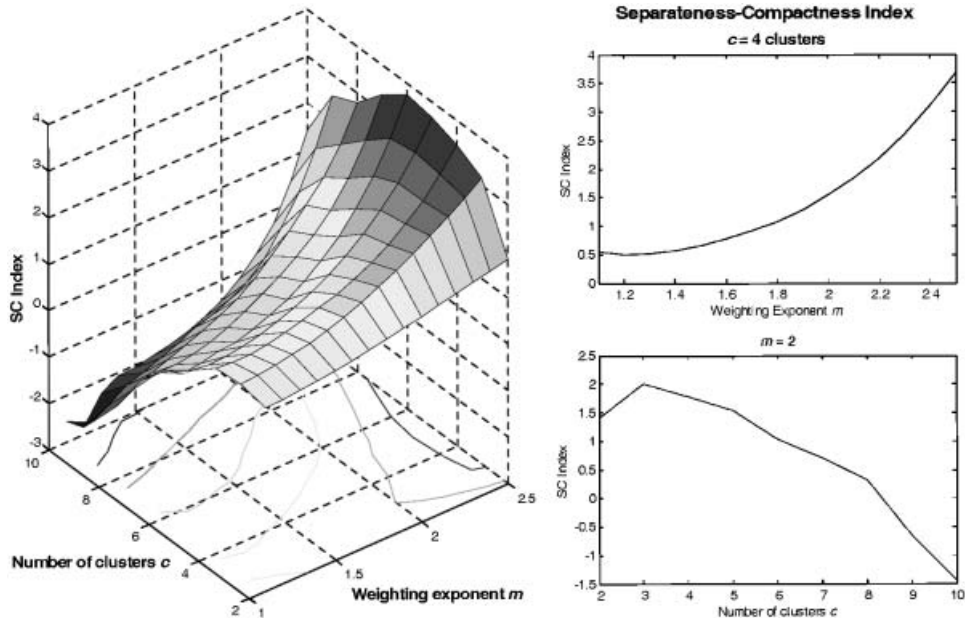 4
3
2
1
0
-1
-2
-3
SC Index
10
8
6
4
2
Number of clusters c
1
1.5
2
2.5
Weighting exponent m
Separateness-Compactness Index
c = 4 clusters
4
3.5
3
2.5
2
1.5
1
0.5
0
SC Index
1.2 1.4 1.6 1.8 2 2.2 2.4
Weighting Exponent m
m = 2
2.5
2
1.5
1
0.5
0
-0.5
-1
-1.5
SC Index
2 3 4 5 6 7 8 9 10
Number of clusters c